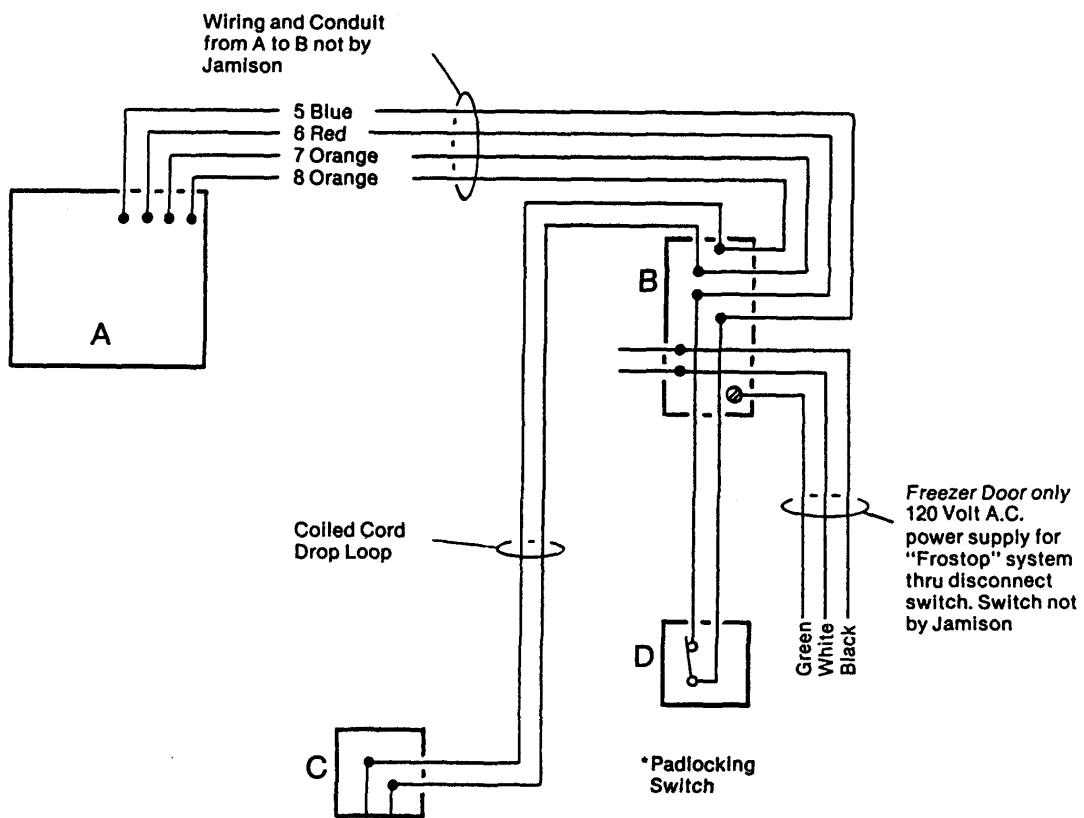 Wiring and Conduit
from A to B not by
Jamison
5 Blue
6 Red
7 Orange
8 Orange
A
B
Coiled Cord
Drop Loop
Freezer Door only
120 Volt A.C.
power supply for
"Frostop" system
thru disconnect
switch. Switch not
by Jamison
Green
White
Black
D
C
*Padlocking
Switch